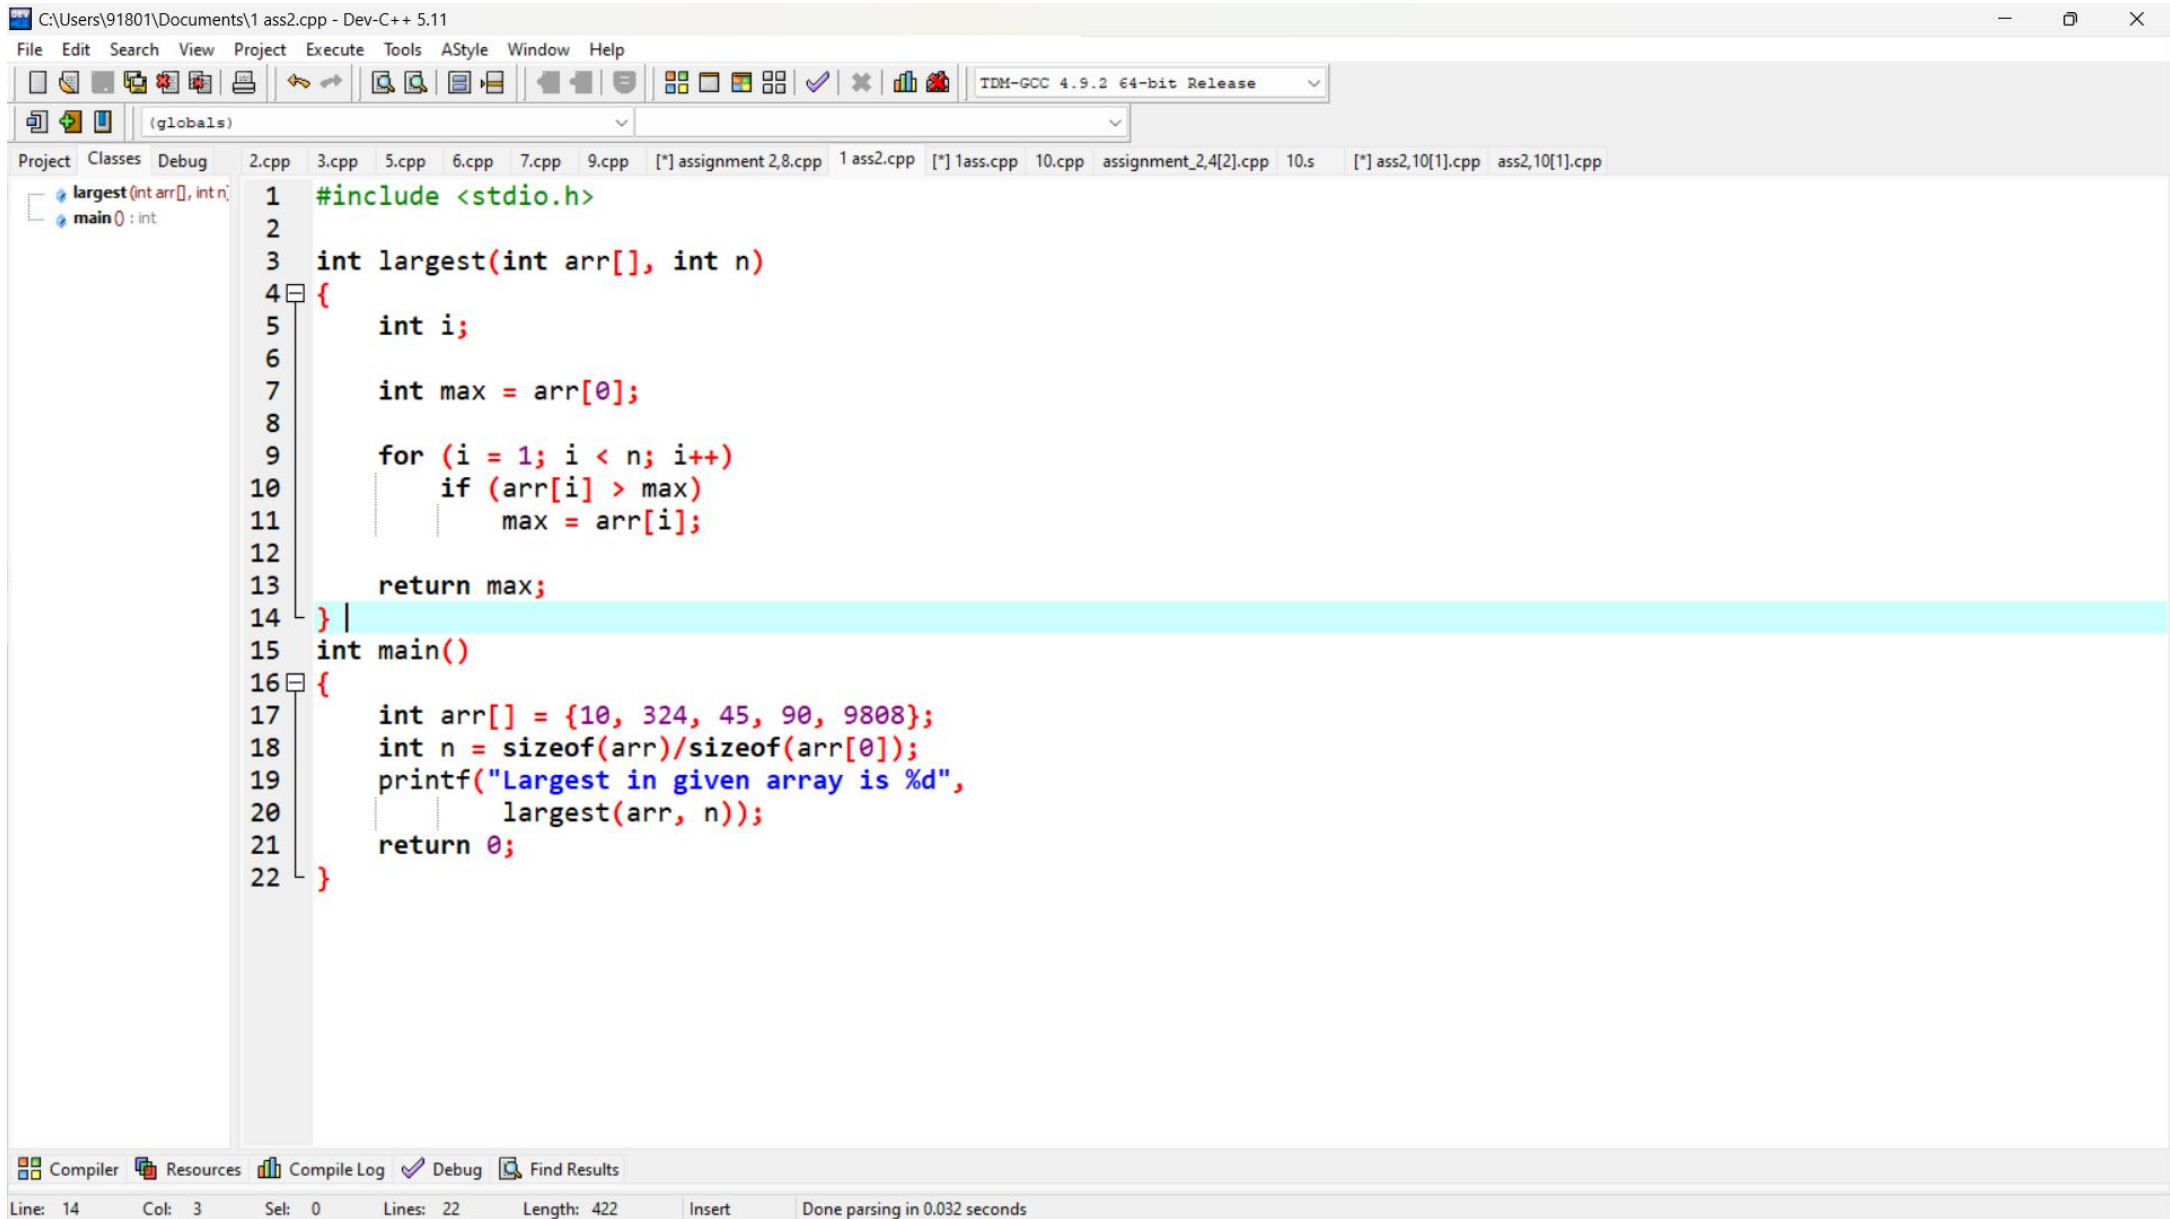 C:\Users\91801\Documents\1 ass2.cpp - Dev-C++ 5.11
File Edit Search View Project Execute Tools AStyle Window Help
TDM-GCC 4.9.2 64-bit Release
(globals)
Project Classes Debug 2.cpp 3.cpp 5.cpp 6.cpp 7.cpp 9.cpp [*] assignment 2,8.cpp 1 ass2.cpp [*] 1ass.cpp 10.cpp assignment_2,4[2].cpp 10.s [*] ass2,10[1].cpp ass2,10[1].cpp
largest (int arr[], int n)
main () : int
1 #include <stdio.h>
2
3 int largest(int arr[], int n)
4 {
5     int i;
6
7     int max = arr[0];
8
9     for (i = 1; i < n; i++)
10         if (arr[i] > max)
11             max = arr[i];
12
13     return max;
14 }
15 int main()
16 {
17     int arr[] = {10, 324, 45, 90, 9808};
18     int n = sizeof(arr)/sizeof(arr[0]);
19     printf("Largest in given array is %d",
20             largest(arr, n));
21     return 0;
22 }
Compiler Resources Compile Log Debug Find Results
Line: 14 Col: 3 Sel: 0 Lines: 22 Length: 422 Insert Done parsing in 0.032 seconds